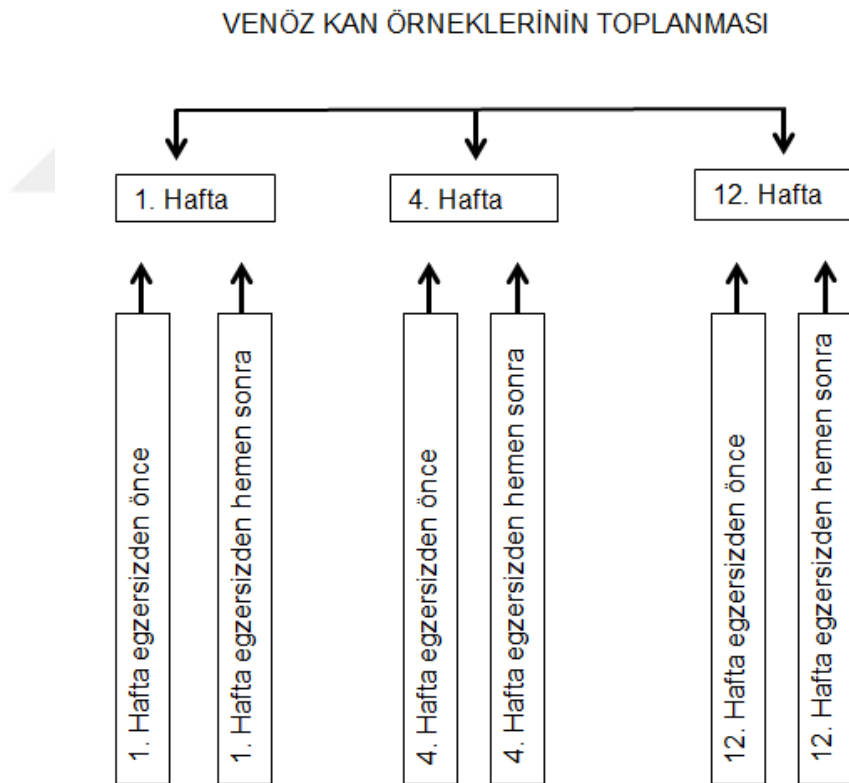 VENÖZ KAN ÖRNEKLERİNİN TOPLANMASI
1. Hafta
4. Hafta
12. Hafta
1. Hafta egzersizden önce
1. Hafta egzersizden hemen sonra
4. Hafta egzersizden önce
4. Hafta egzersizden hemen sonra
12. Hafta egzersizden önce
12. Hafta egzersizden hemen sonra